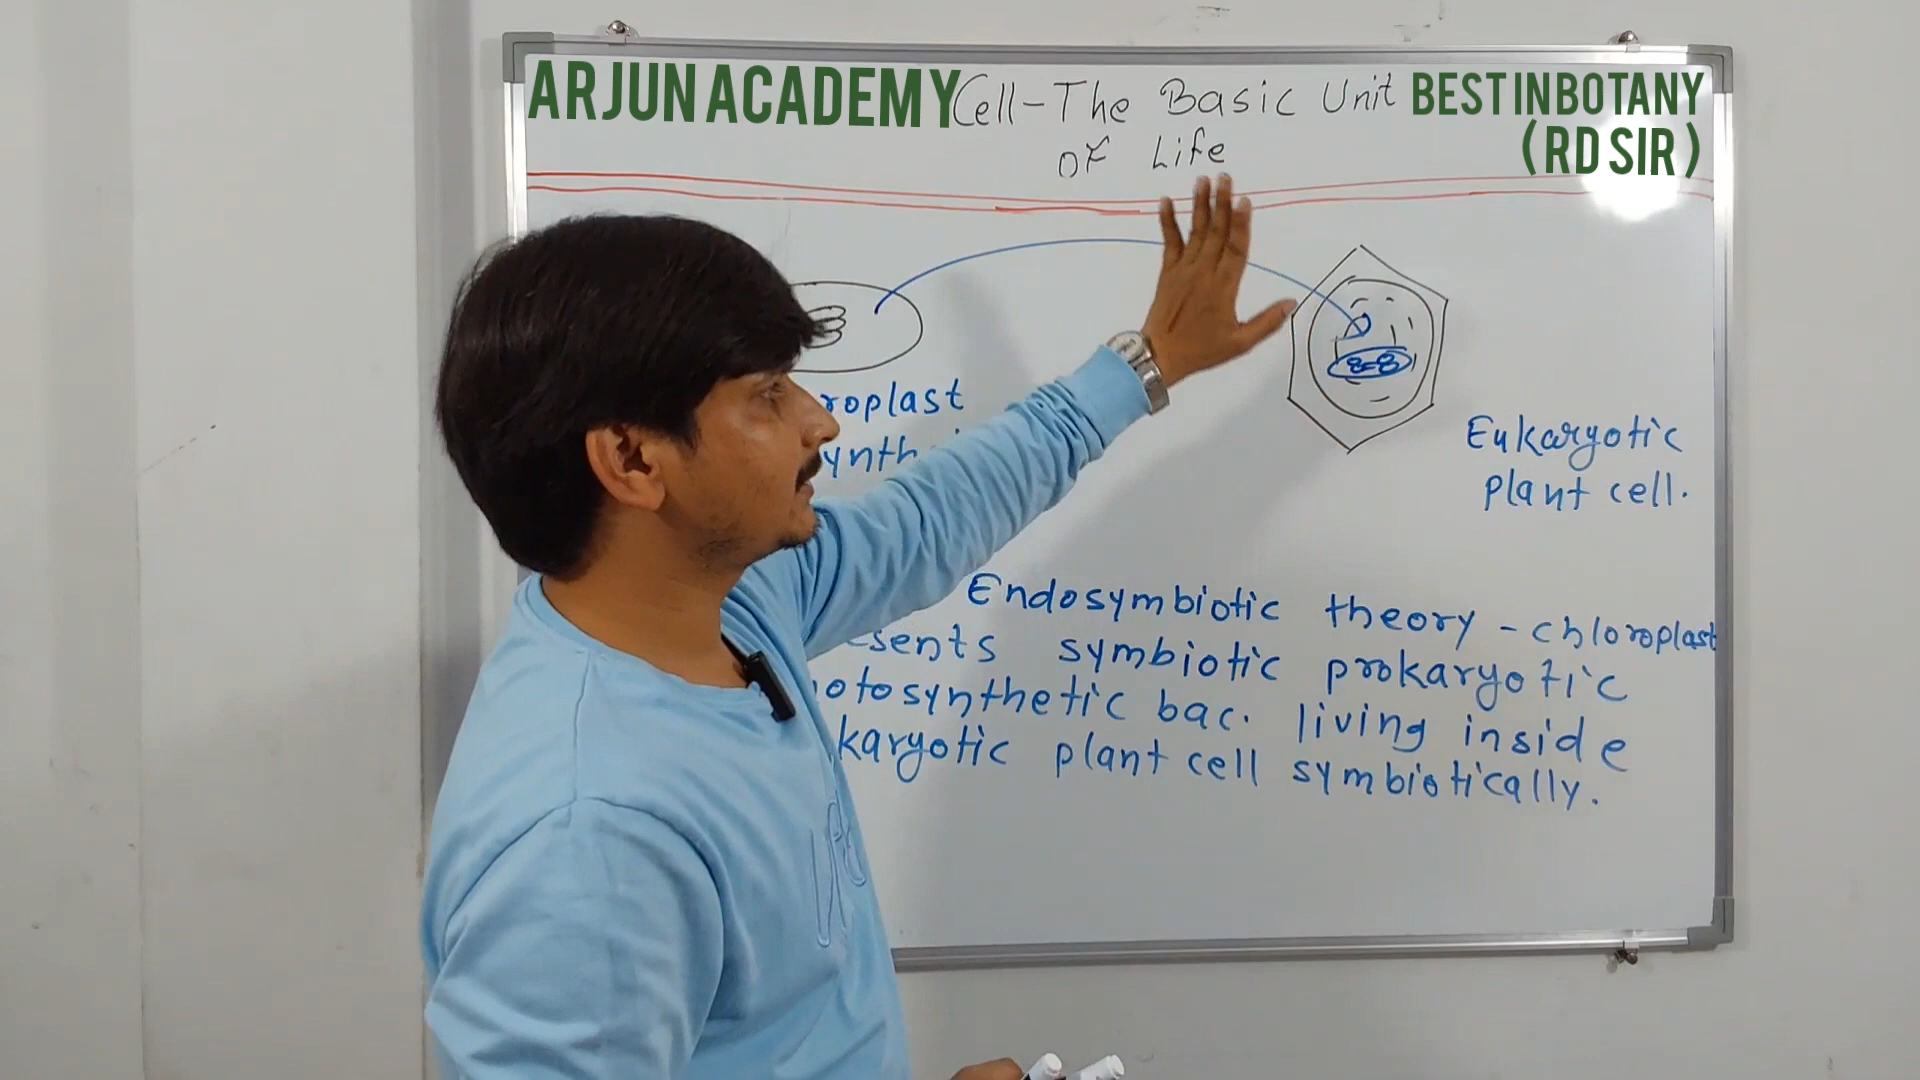 ARJUN ACADEMY
Cell-The Basic Unit
of Life
BEST IN BOTANY
(RD SIR)
roplast
ynth
Eukaryotic
plant cell.
Endosymbiotic theory - chloroplast
sents symbiotic prokaryotic
otosynthetic bac. living inside
karyotic plant cell symbiotically.